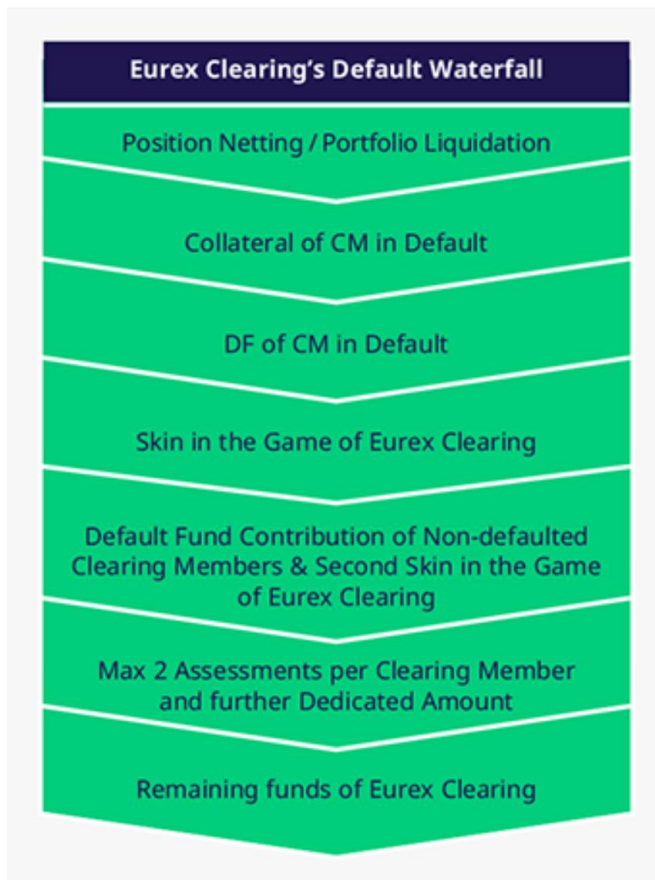 Eurex Clearing’s Default Waterfall
Position Netting / Portfolio Liquidation
Collateral of CM in Default
DF of CM in Default
Skin in the Game of Eurex Clearing
Default Fund Contribution of Non-defaulted
Clearing Members & Second Skin in the Game
of Eurex Clearing
Max 2 Assessments per Clearing Member
and further Dedicated Amount
Remaining funds of Eurex Clearing